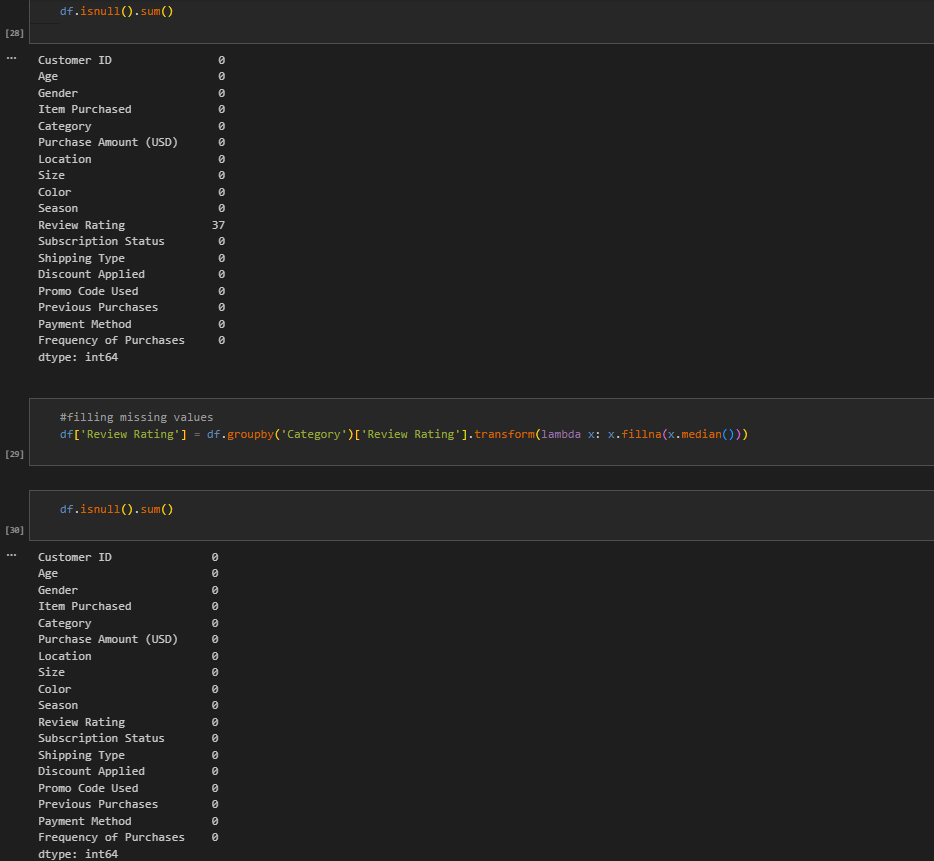 df.isnull().sum()
[28]
...
Customer ID 0
Age 0
Gender 0
Item Purchased 0
Category 0
Purchase Amount (USD) 0
Location 0
Size 0
Color 0
Season 0
Review Rating 37
Subscription Status 0
Shipping Type 0
Discount Applied 0
Promo Code Used 0
Previous Purchases 0
Payment Method 0
Frequency of Purchases 0
dtype: int64
#filling missing values
df['Review Rating'] = df.groupby('Category')['Review Rating'].transform(lambda x: x.fillna(x.median()))
[29]
df.isnull().sum()
[30]
...
Customer ID 0
Age 0
Gender 0
Item Purchased 0
Category 0
Purchase Amount (USD) 0
Location 0
Size 0
Color 0
Season 0
Review Rating 0
Subscription Status 0
Shipping Type 0
Discount Applied 0
Promo Code Used 0
Previous Purchases 0
Payment Method 0
Frequency of Purchases 0
dtype: int64